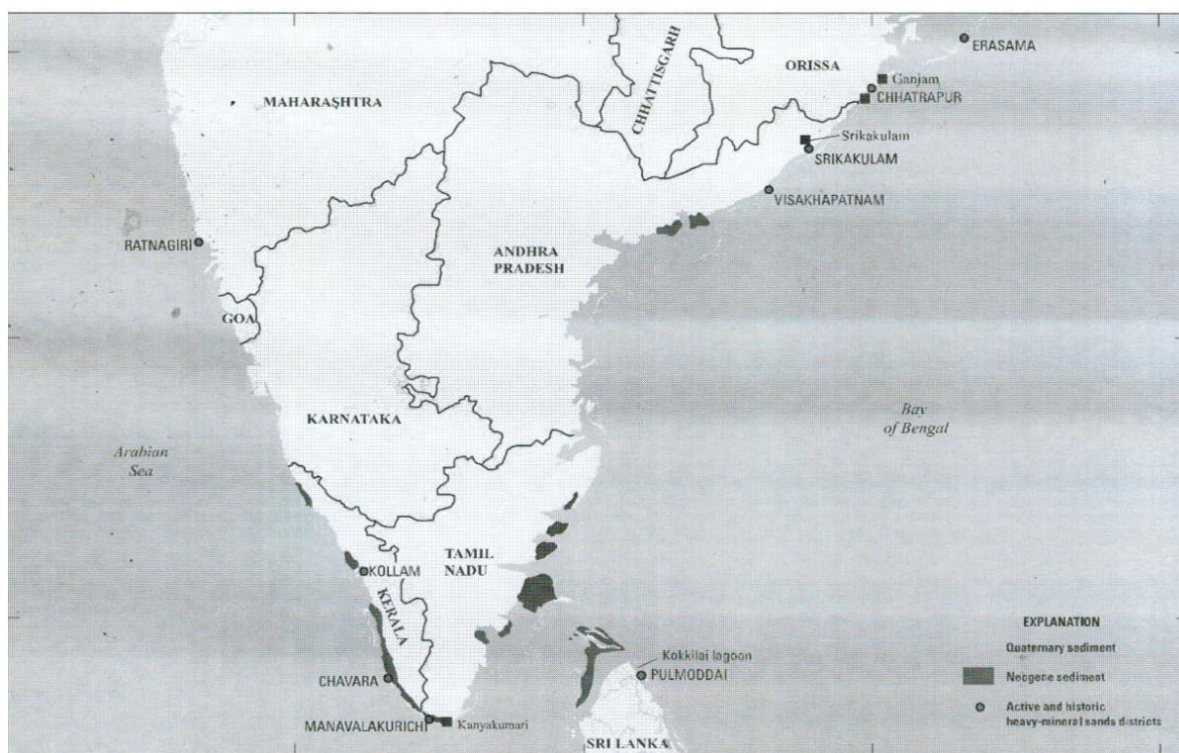 ERASAMA
ORISSA
CHHATTISGARH
Ganjam
CHHATRAPUR
MAHARASHTRA
Srikakulam
SRIKAKULAM
VISAKHAPATNAM
RATNAGIRI
ANDHRA
PRADESH
GOA
KARNATAKA
Bay
of Bengal
Arabian
Sea
TAMIL
NADU
KOLLAM
KERALA
EXPLANATION
Quaternary sediment
Kokkilai lagoon
PULMODDAI
Neogene sediment
CHAVARA
Active and historic
heavy-mineral sands districts
MANAVALAKURICHI
Kanyakumari
SRI LANKA